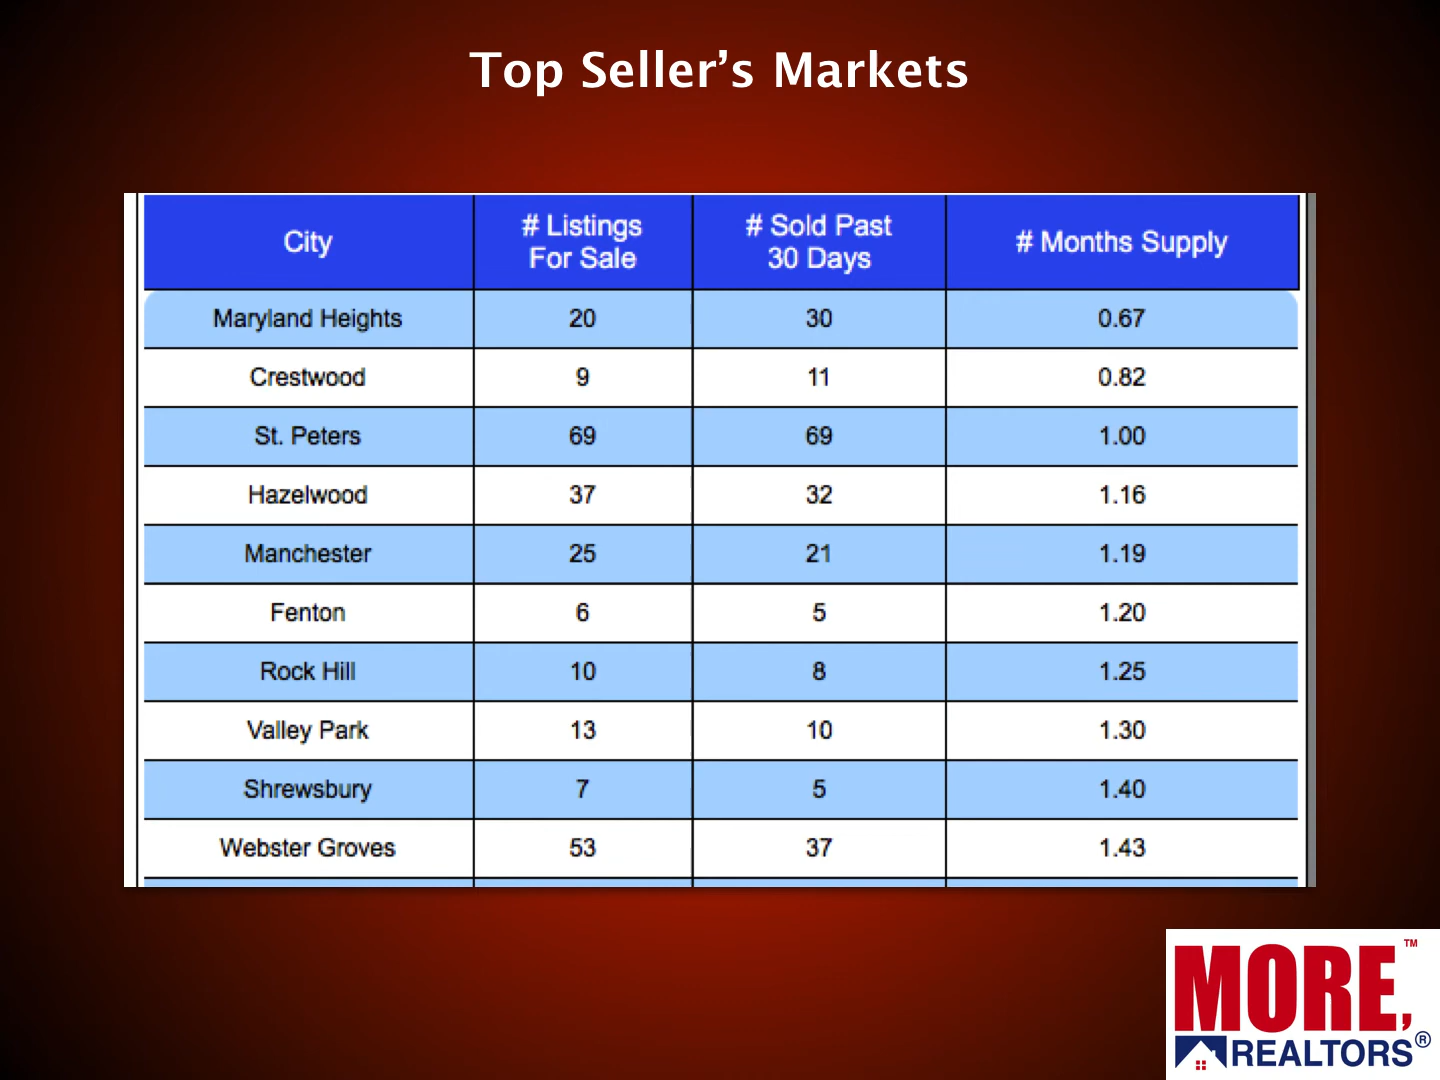 Top Seller’s Markets
City # Listings For Sale # Sold Past 30 Days # Months Supply
Maryland Heights 20 30 0.67
Crestwood 9 11 0.82
St. Peters 69 69 1.00
Hazelwood 37 32 1.16
Manchester 25 21 1.19
Fenton 6 5 1.20
Rock Hill 10 8 1.25
Valley Park 13 10 1.30
Shrewsbury 7 5 1.40
Webster Groves 53 37 1.43
MORE, ™
REALTORS®